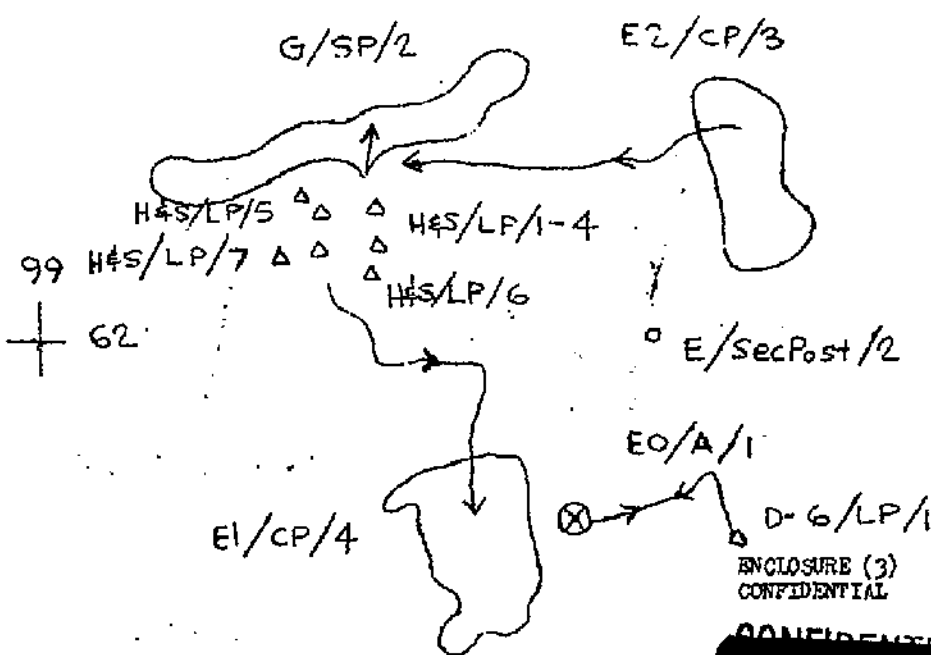 G/SP/2
E2/CP/3
H&S/LP/5
H&S/LP/1-4
99 H&S/LP/7
H&S/LP/6
62
E/SecPost/2
EO/A/1
E1/CP/4
D-6/LP/1
ENCLOSURE (3)
CONFIDENTIAL